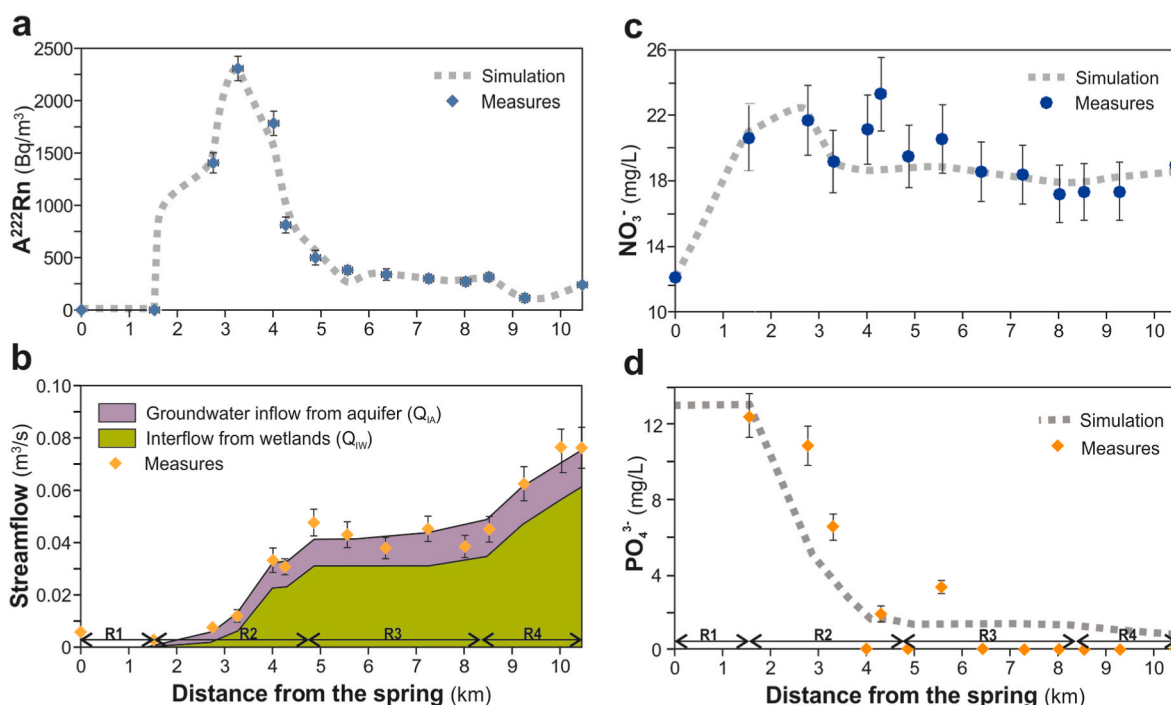 a
2500
2000
1500
1000
500
0
A²²²Rn (Bq/m³)
Simulation
Measures
0 1 2 3 4 5 6 7 8 9 10
b
0.10
0.08
0.06
0.04
0.02
0
Streamflow (m³/s)
Groundwater inflow from aquifer (Q_IA)
Interflow from wetlands (Q_IW)
Measures
R1 R2 R3 R4
0 1 2 3 4 5 6 7 8 9 10
Distance from the spring (km)
c
26
22
18
14
10
NO₃⁻ (mg/L)
Simulation
Measures
0 1 2 3 4 5 6 7 8 9 10
d
12
8
4
0
PO₄³⁻ (mg/L)
Simulation
Measures
R1 R2 R3 R4
0 1 2 3 4 5 6 7 8 9 10
Distance from the spring (km)